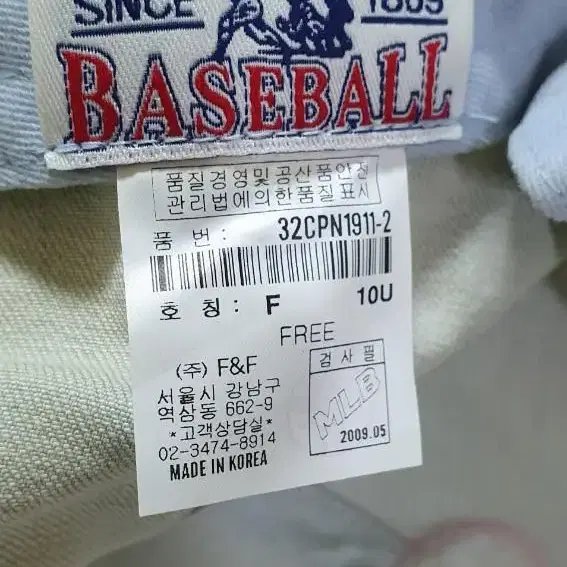 SINCE 1869
BASEBALL
품질경영및공산품안전
관리법에의한품질표시
품 번 : 32CPN1911-2
호 칭 : F 10U
FREE
(주) F&F
서울시 강남구
역삼동 662-9
*고객상담실*
02-3474-8914
MADE IN KOREA
검 사 필
MLB
2009.05